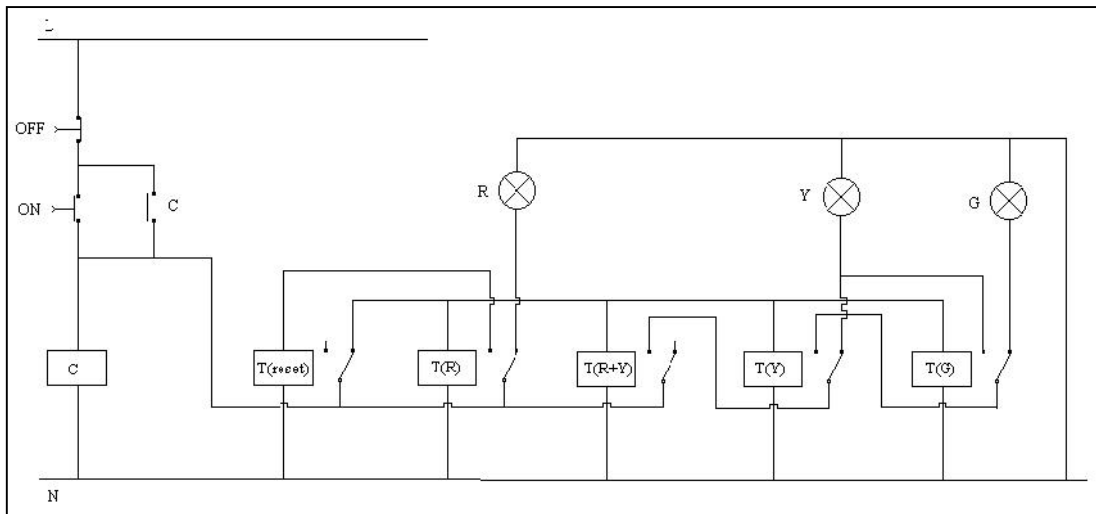 OFF
ON
C
R
Y
G
C
T(reset)
T(R)
T(R+Y)
T(Y)
T(G)
N